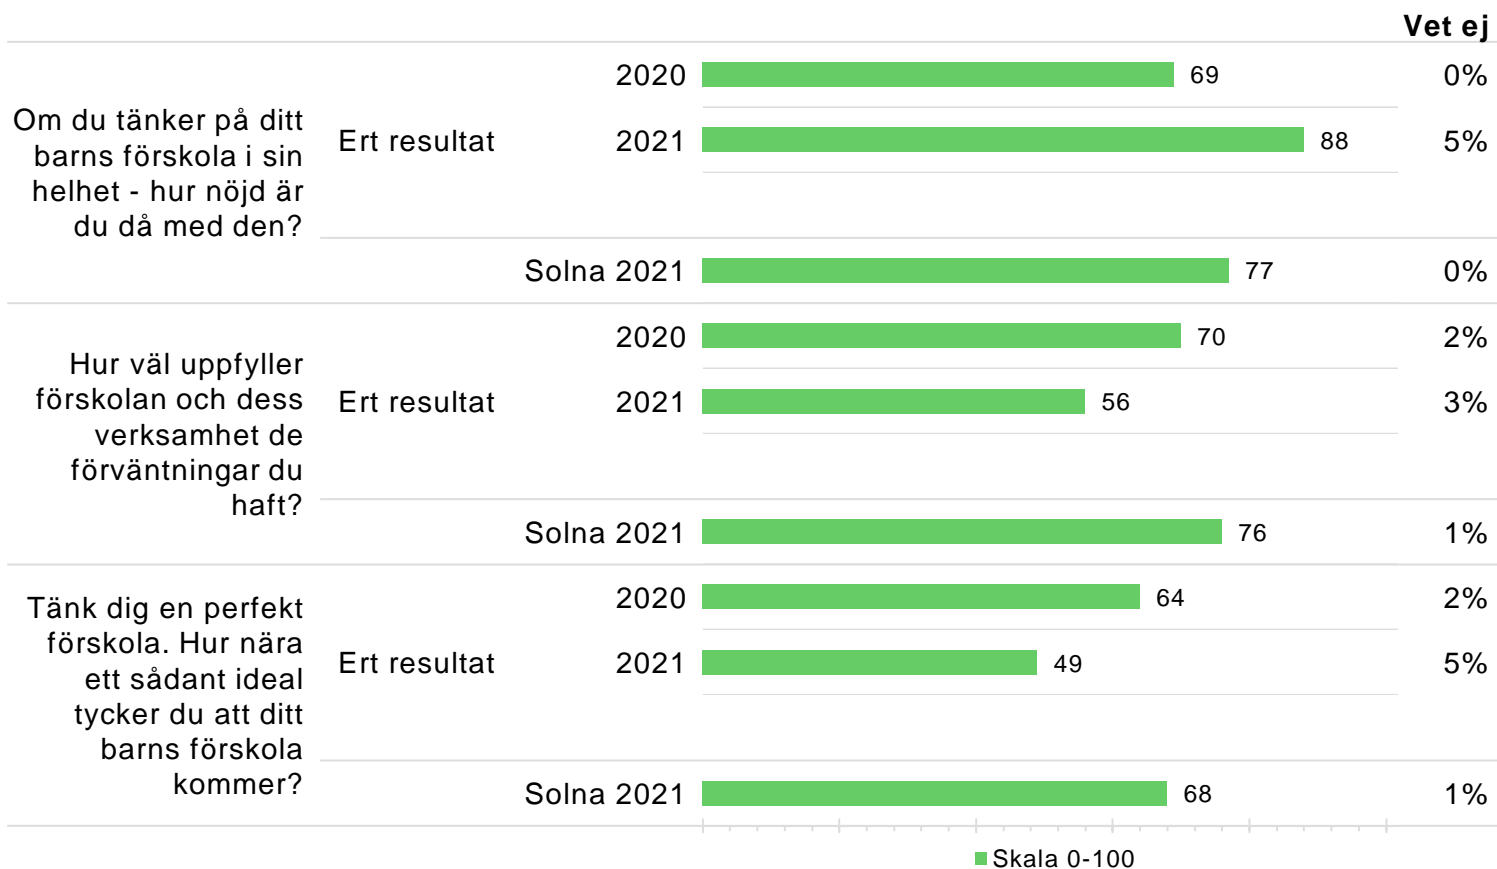 Vet ej
Om du tänker på ditt
barns förskola i sin
helhet - hur nöjd är
du då med den?
Ert resultat
2020 69 0%
2021 88 5%
Solna 2021 77 0%
Hur väl uppfyller
förskolan och dess
verksamhet de
förväntningar du
haft?
Ert resultat
2020 70 2%
2021 56 3%
Solna 2021 76 1%
Tänk dig en perfekt
förskola. Hur nära
ett sådant ideal
tycker du att ditt
barns förskola
kommer?
Ert resultat
2020 64 2%
2021 49 5%
Solna 2021 68 1%
Skala 0-100